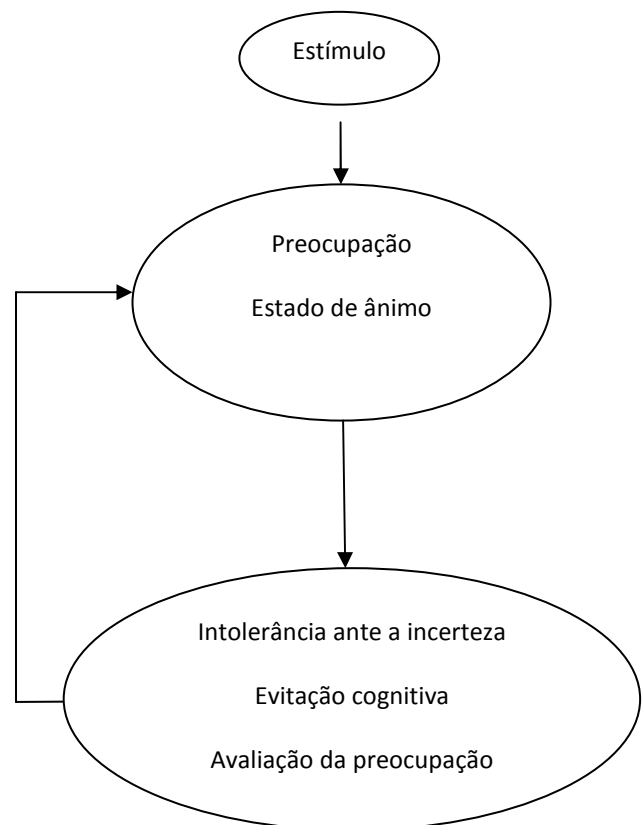 Estímulo
Preocupação
Estado de ânimo
Intolerância ante a incerteza
Evitação cognitiva
Avaliação da preocupação